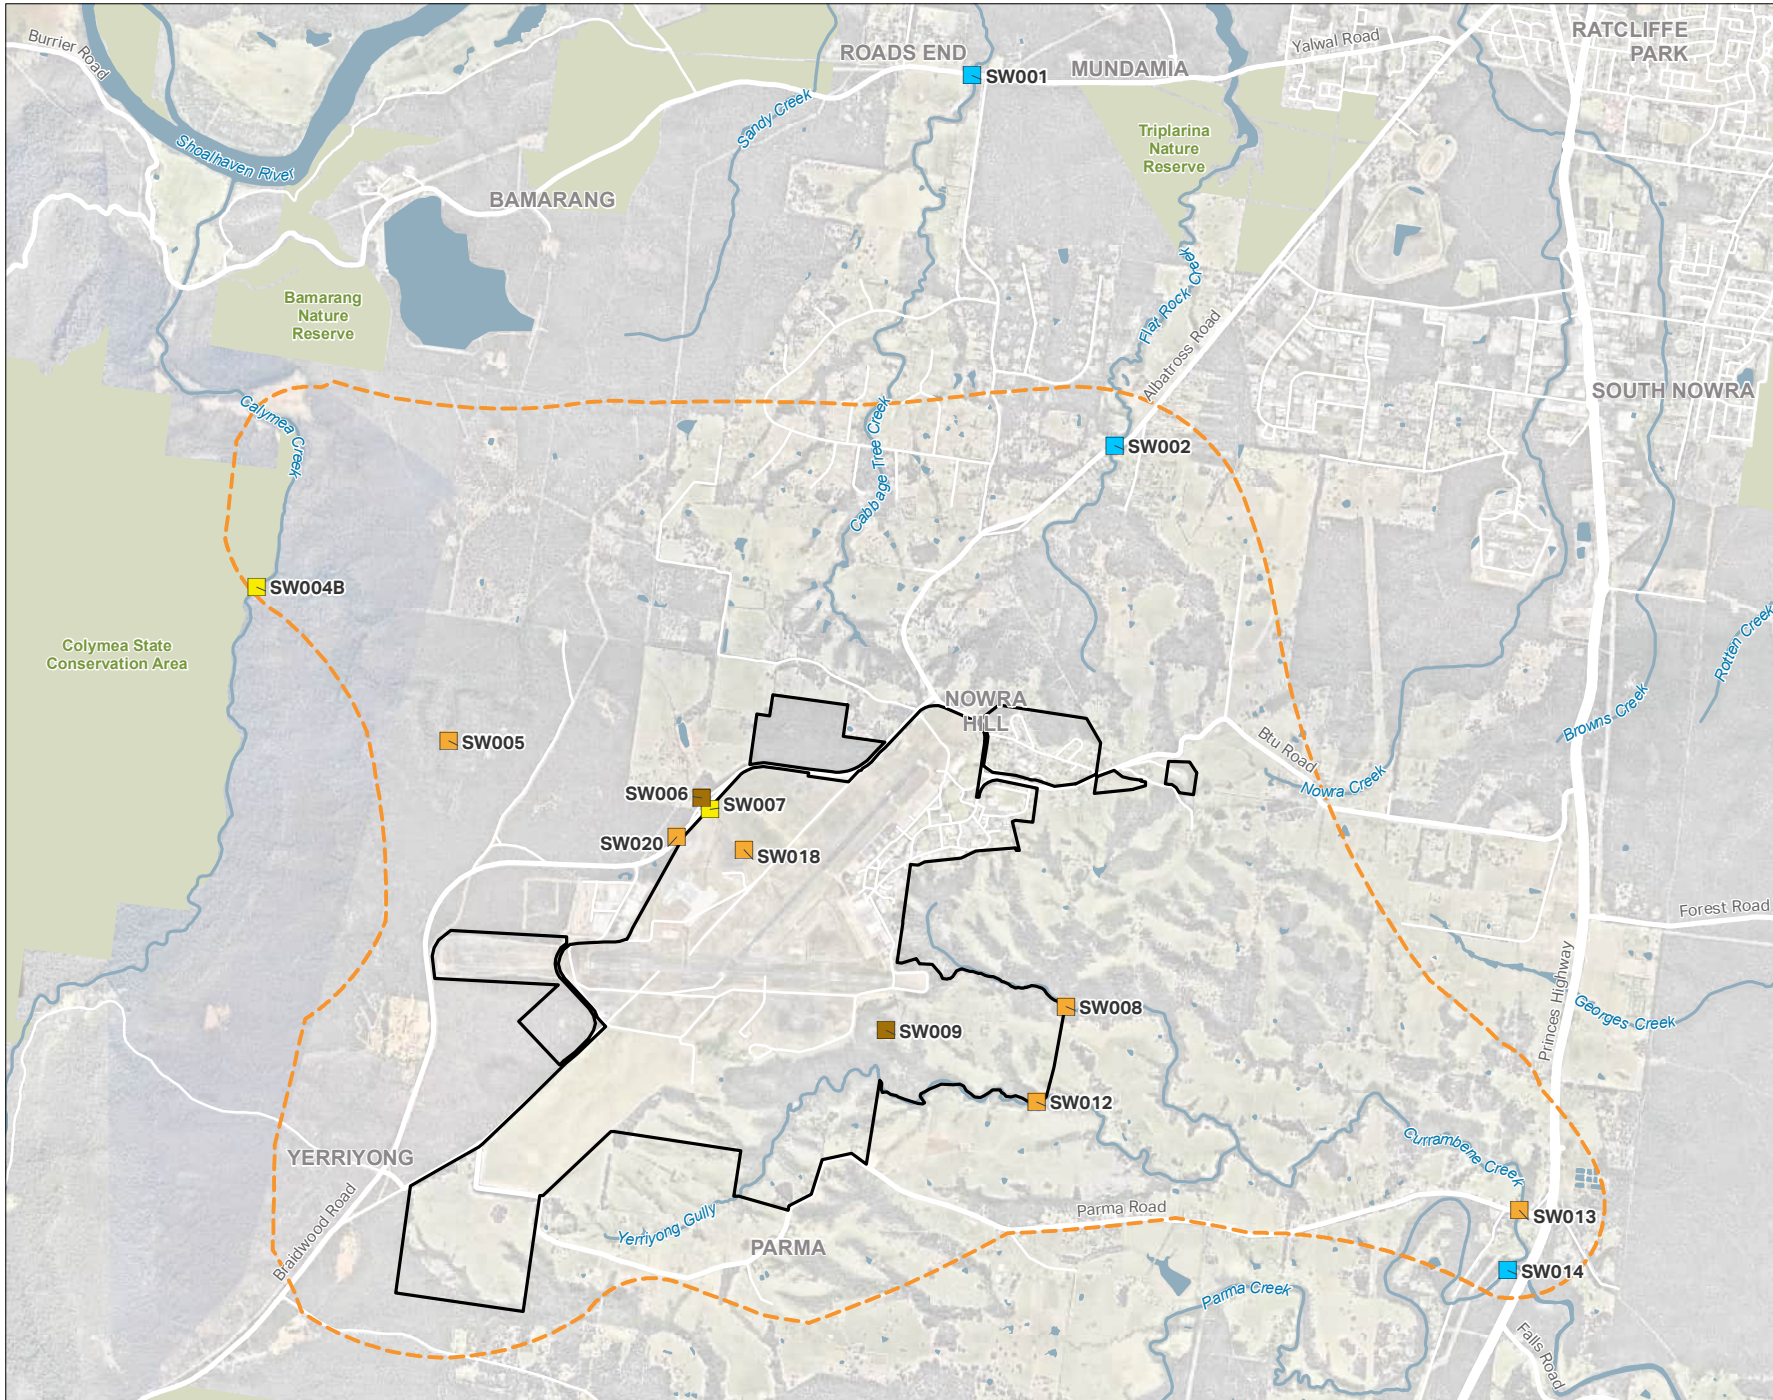 RATCLIFFE
PARK
Burrier Road
ROADS END
Yalwal Road
MUNDAMIA
SW001
Sandy Creek
Triplarina
Nature
Reserve
Shoalhaven River
BAMARANG
Flat Rock Creek
Bamarang
Nature
Reserve
Albatross Road
SOUTH NOWRA
Calymea Creek
Cabbage Tree Creek
SW002
SW004B
Colymea State
Conservation Area
Rotten Creek
NOWRA
HILL
Browns Creek
SW005
Btu Road
Nowra Creek
SW006
SW007
SW020
SW018
Forest Road
SW008
Georges Creek
SW009
Princes Highway
SW012
Currambene Creek
YERRIYONG
Braidwood Road
Yerriyong Gully
Parma Road
SW013
PARMA
SW014
Parma Creek
Falls Road